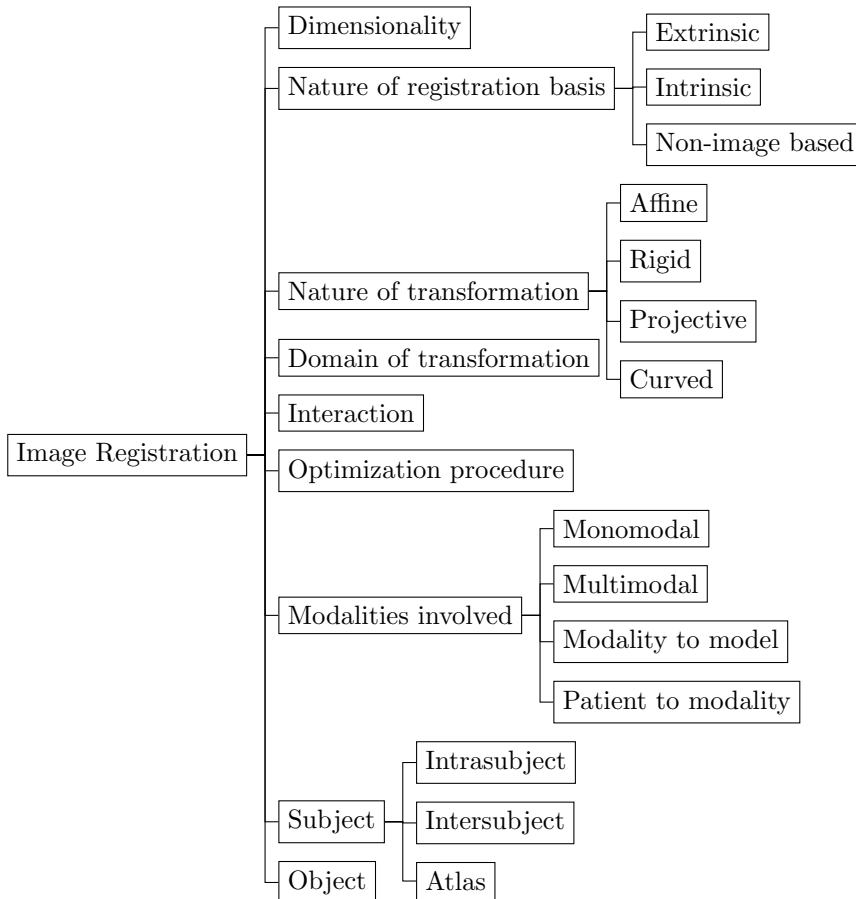 Image Registration
Dimensionality
Nature of registration basis
Extrinsic
Intrinsic
Non-image based
Nature of transformation
Affine
Rigid
Projective
Curved
Domain of transformation
Interaction
Optimization procedure
Modalities involved
Monomodal
Multimodal
Modality to model
Patient to modality
Subject
Intrasubject
Intersubject
Atlas
Object